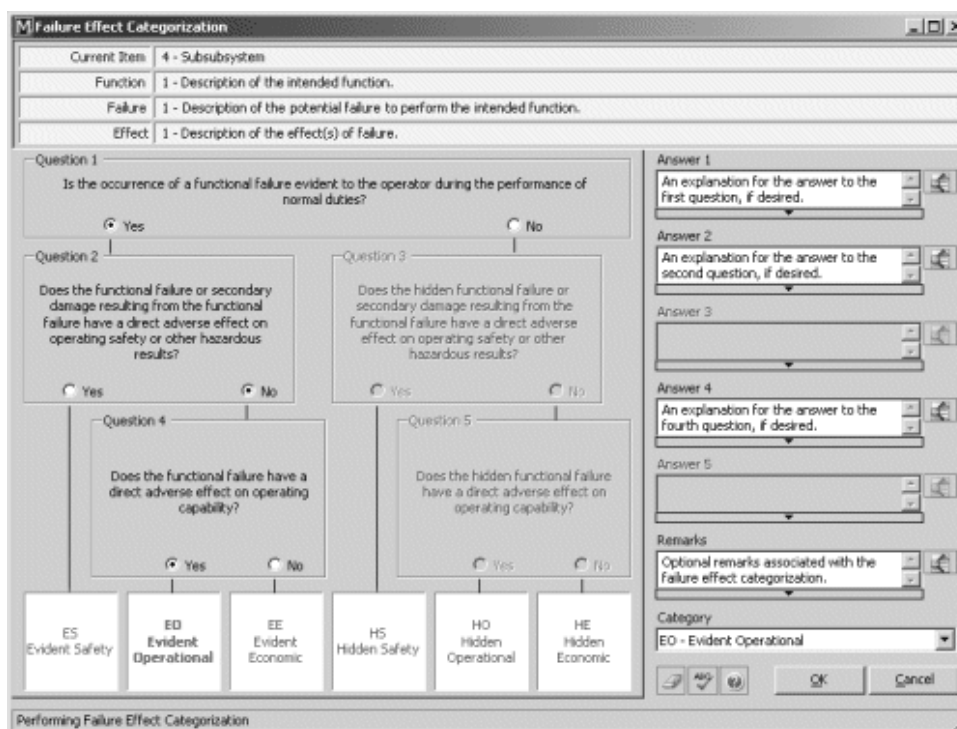 Failure Effect Categorization
Current Item 4 - Subsubsystem
Function 1 - Description of the intended function.
Failure 1 - Description of the potential failure to perform the intended function.
Effect 1 - Description of the effect(s) of failure.
Question 1
Is the occurrence of a functional failure evident to the operator during the performance of
normal duties?
Yes No
Question 2
Does the functional failure or secondary
damage resulting from the functional
failure have a direct adverse effect on
operating safety or other hazardous
results?
Yes No
Question 3
Does the hidden functional failure or
secondary damage resulting from the
functional failure have a direct adverse
effect on operating safety or other
hazardous results?
Yes No
Question 4
Does the functional failure have a
direct adverse effect on operating
capability?
Yes No
Question 5
Does the hidden functional failure
have a direct adverse effect on
operating capability?
Yes No
ES
Evident Safety
EO
Evident
Operational
EE
Evident
Economic
HS
Hidden Safety
HO
Hidden
Operational
HE
Hidden
Economic
Answer 1
An explanation for the answer to the
first question, if desired.
Answer 2
An explanation for the answer to the
second question, if desired.
Answer 3
Answer 4
An explanation for the answer to the
fourth question, if desired.
Answer 5
Remarks
Optional remarks associated with the
failure effect categorization.
Category
EO - Evident Operational
ABC
OK Cancel
Performing Failure Effect Categorization